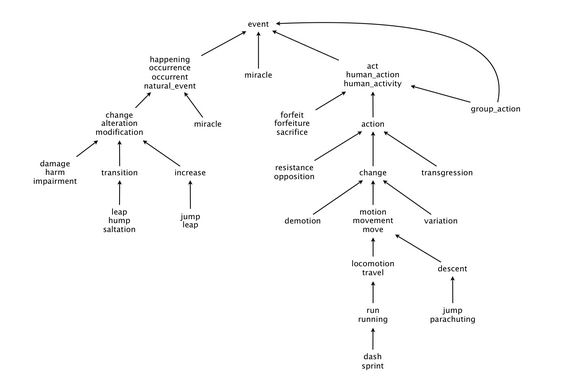 event
happening
occurrence
occurrent
natural_event
miracle
act
human_action
human_activity
group_action
change
alteration
modification
miracle
forfeit
forfeiture
sacrifice
action
damage
harm
impairment
transition
increase
resistance
opposition
change
transgression
leap
hump
saltation
jump
leap
demotion
motion
movement
move
variation
locomotion
travel
descent
run
running
jump
parachuting
dash
sprint